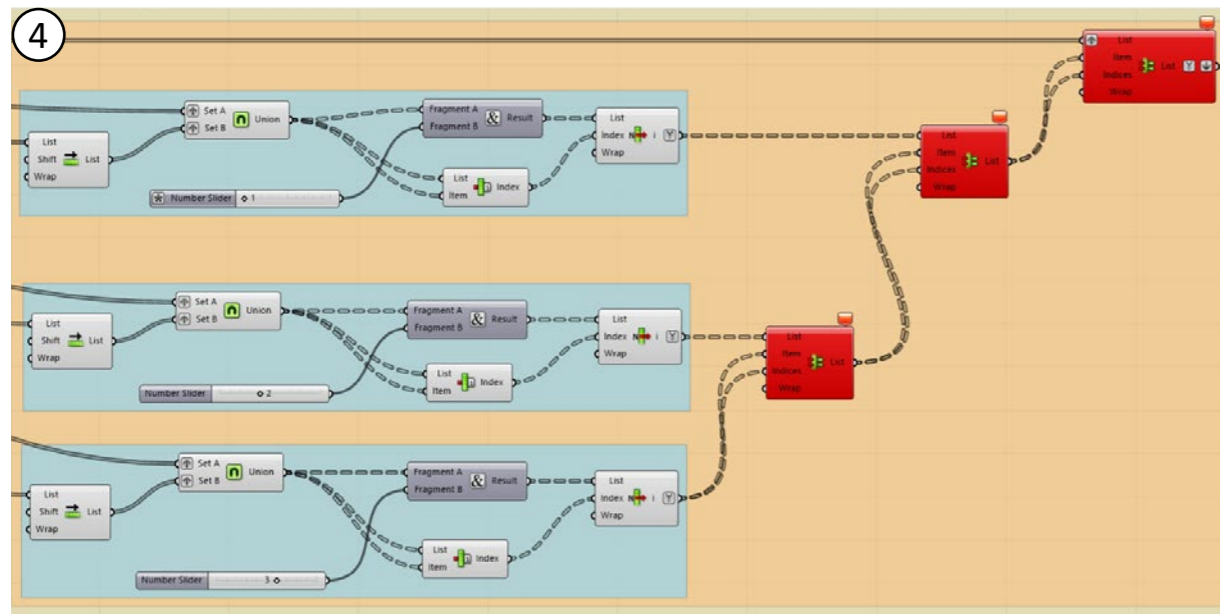 4
List
Item
Indices
Wrap
List
Set A
Set B
Union
Fragment A
Fragment B
Result
List
Index
Wrap
i
List
Shift
Wrap
List
List
Item
Index
Number Slider
1
List
Item
Indices
Wrap
List
Set A
Set B
Union
Fragment A
Fragment B
Result
List
Index
Wrap
i
List
Shift
Wrap
List
List
Item
Index
Number Slider
2
List
Item
Indices
Wrap
List
Set A
Set B
Union
Fragment A
Fragment B
Result
List
Index
Wrap
i
List
Shift
Wrap
List
List
Item
Index
Number Slider
3